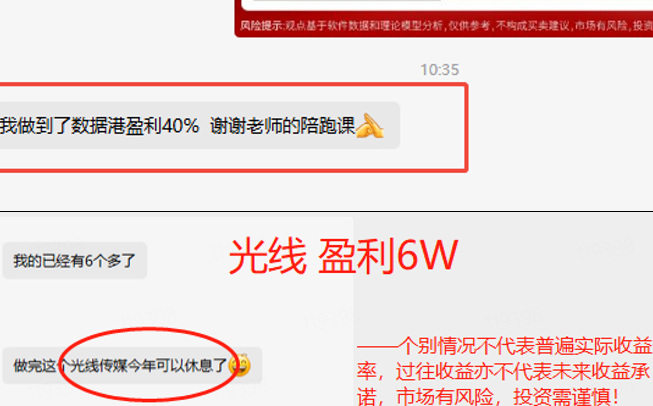 风险提示:观点基于软件数据和理论模型分析,仅供参考,不构成买卖建议,市场有风险,投资
10:35
我做到了数据港盈利40% 谢谢老师的陪跑课
光线 盈利6W
我的已经有6个多了
做完这个光线传媒今年可以休息了
——个别情况不代表普遍实际收益
率，过往收益亦不代表未来收益承
诺，市场有风险，投资需谨慎！